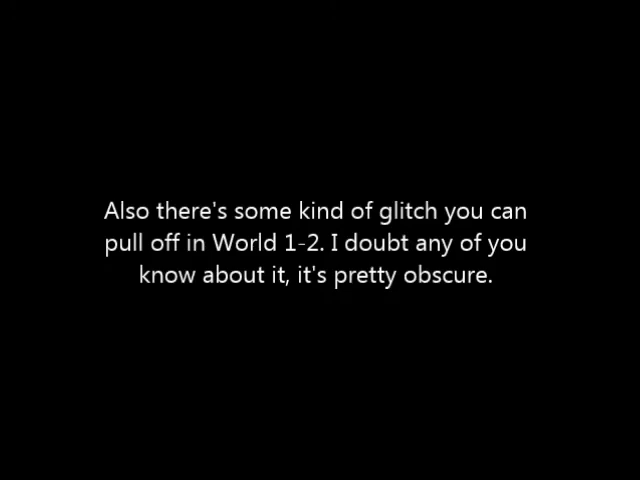 Also there's some kind of glitch you can
pull off in World 1-2. I doubt any of you
know about it, it's pretty obscure.